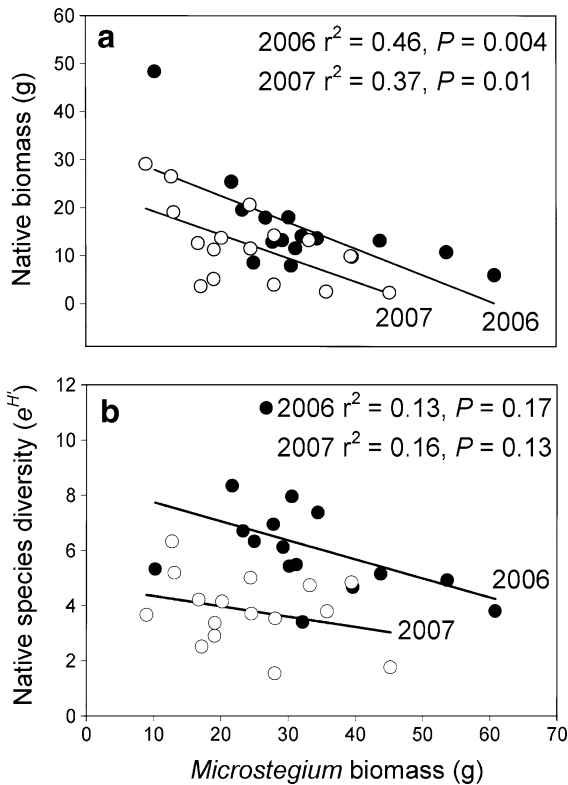 a
2006 r² = 0.46, P = 0.004
2007 r² = 0.37, P = 0.01
Native biomass (g)
60
50
40
30
20
10
0
2007
2006
b
2006 r² = 0.13, P = 0.17
2007 r² = 0.16, P = 0.13
Native species diversity (e^H')
12
10
8
6
4
2
0
2006
2007
0 10 20 30 40 50 60 70
Microstegium biomass (g)